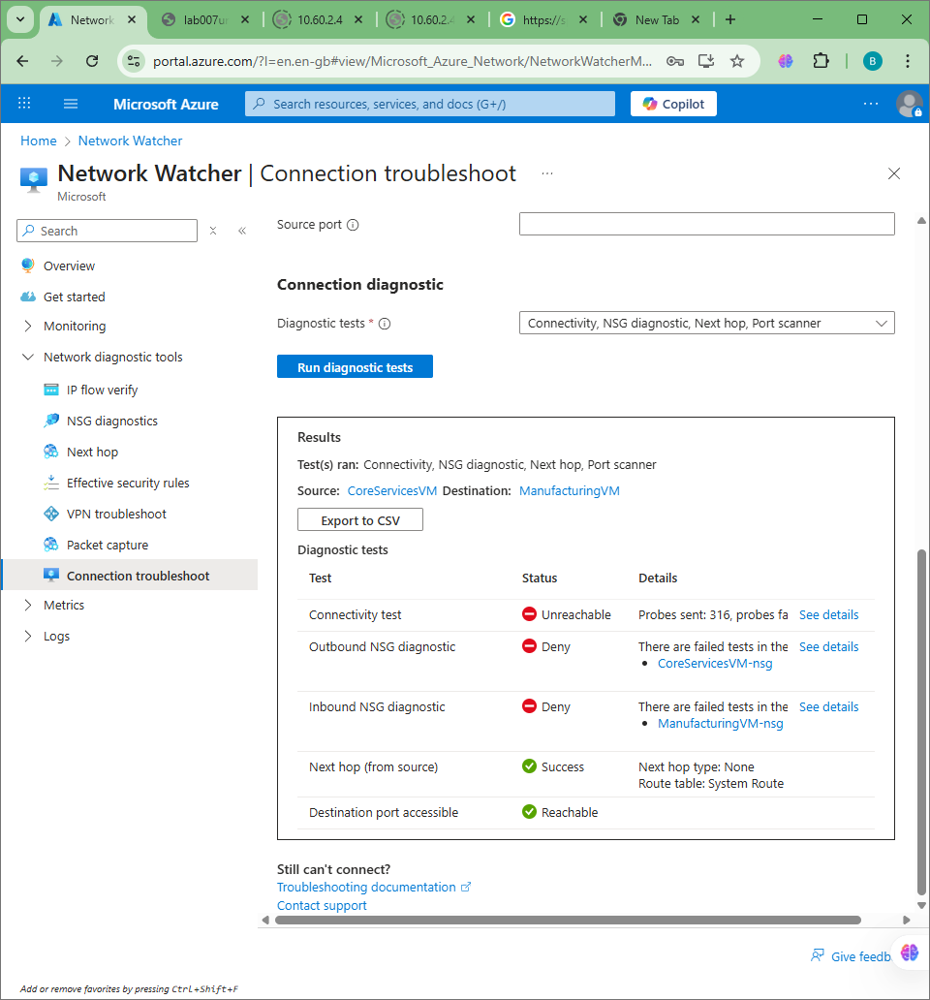 Network
lab007u
10.60.2.4
10.60.2.4
https://s
New Tab
portal.azure.com/?l=en.en-gb#view/Microsoft_Azure_Network/NetworkWatcherM...
B
Microsoft Azure
Search resources, services, and docs (G+/)
Copilot
Home > Network Watcher
Network Watcher | Connection troubleshoot
Microsoft
Search
Overview
Get started
Monitoring
Network diagnostic tools
IP flow verify
NSG diagnostics
Next hop
Effective security rules
VPN troubleshoot
Packet capture
Connection troubleshoot
Metrics
Logs
Source port
Connection diagnostic
Diagnostic tests *
Connectivity, NSG diagnostic, Next hop, Port scanner
Run diagnostic tests
Results
Test(s) ran: Connectivity, NSG diagnostic, Next hop, Port scanner
Source: CoreServicesVM Destination: ManufacturingVM
Export to CSV
Diagnostic tests
Test Status Details
Connectivity test Unreachable Probes sent: 316, probes fa See details
Outbound NSG diagnostic Deny There are failed tests in the See details
• CoreServicesVM-nsg
Inbound NSG diagnostic Deny There are failed tests in the See details
• ManufacturingVM-nsg
Next hop (from source) Success Next hop type: None
Route table: System Route
Destination port accessible Reachable
Still can't connect?
Troubleshooting documentation
Contact support
Give feedb
Add or remove favorites by pressing Ctrl+Shift+F